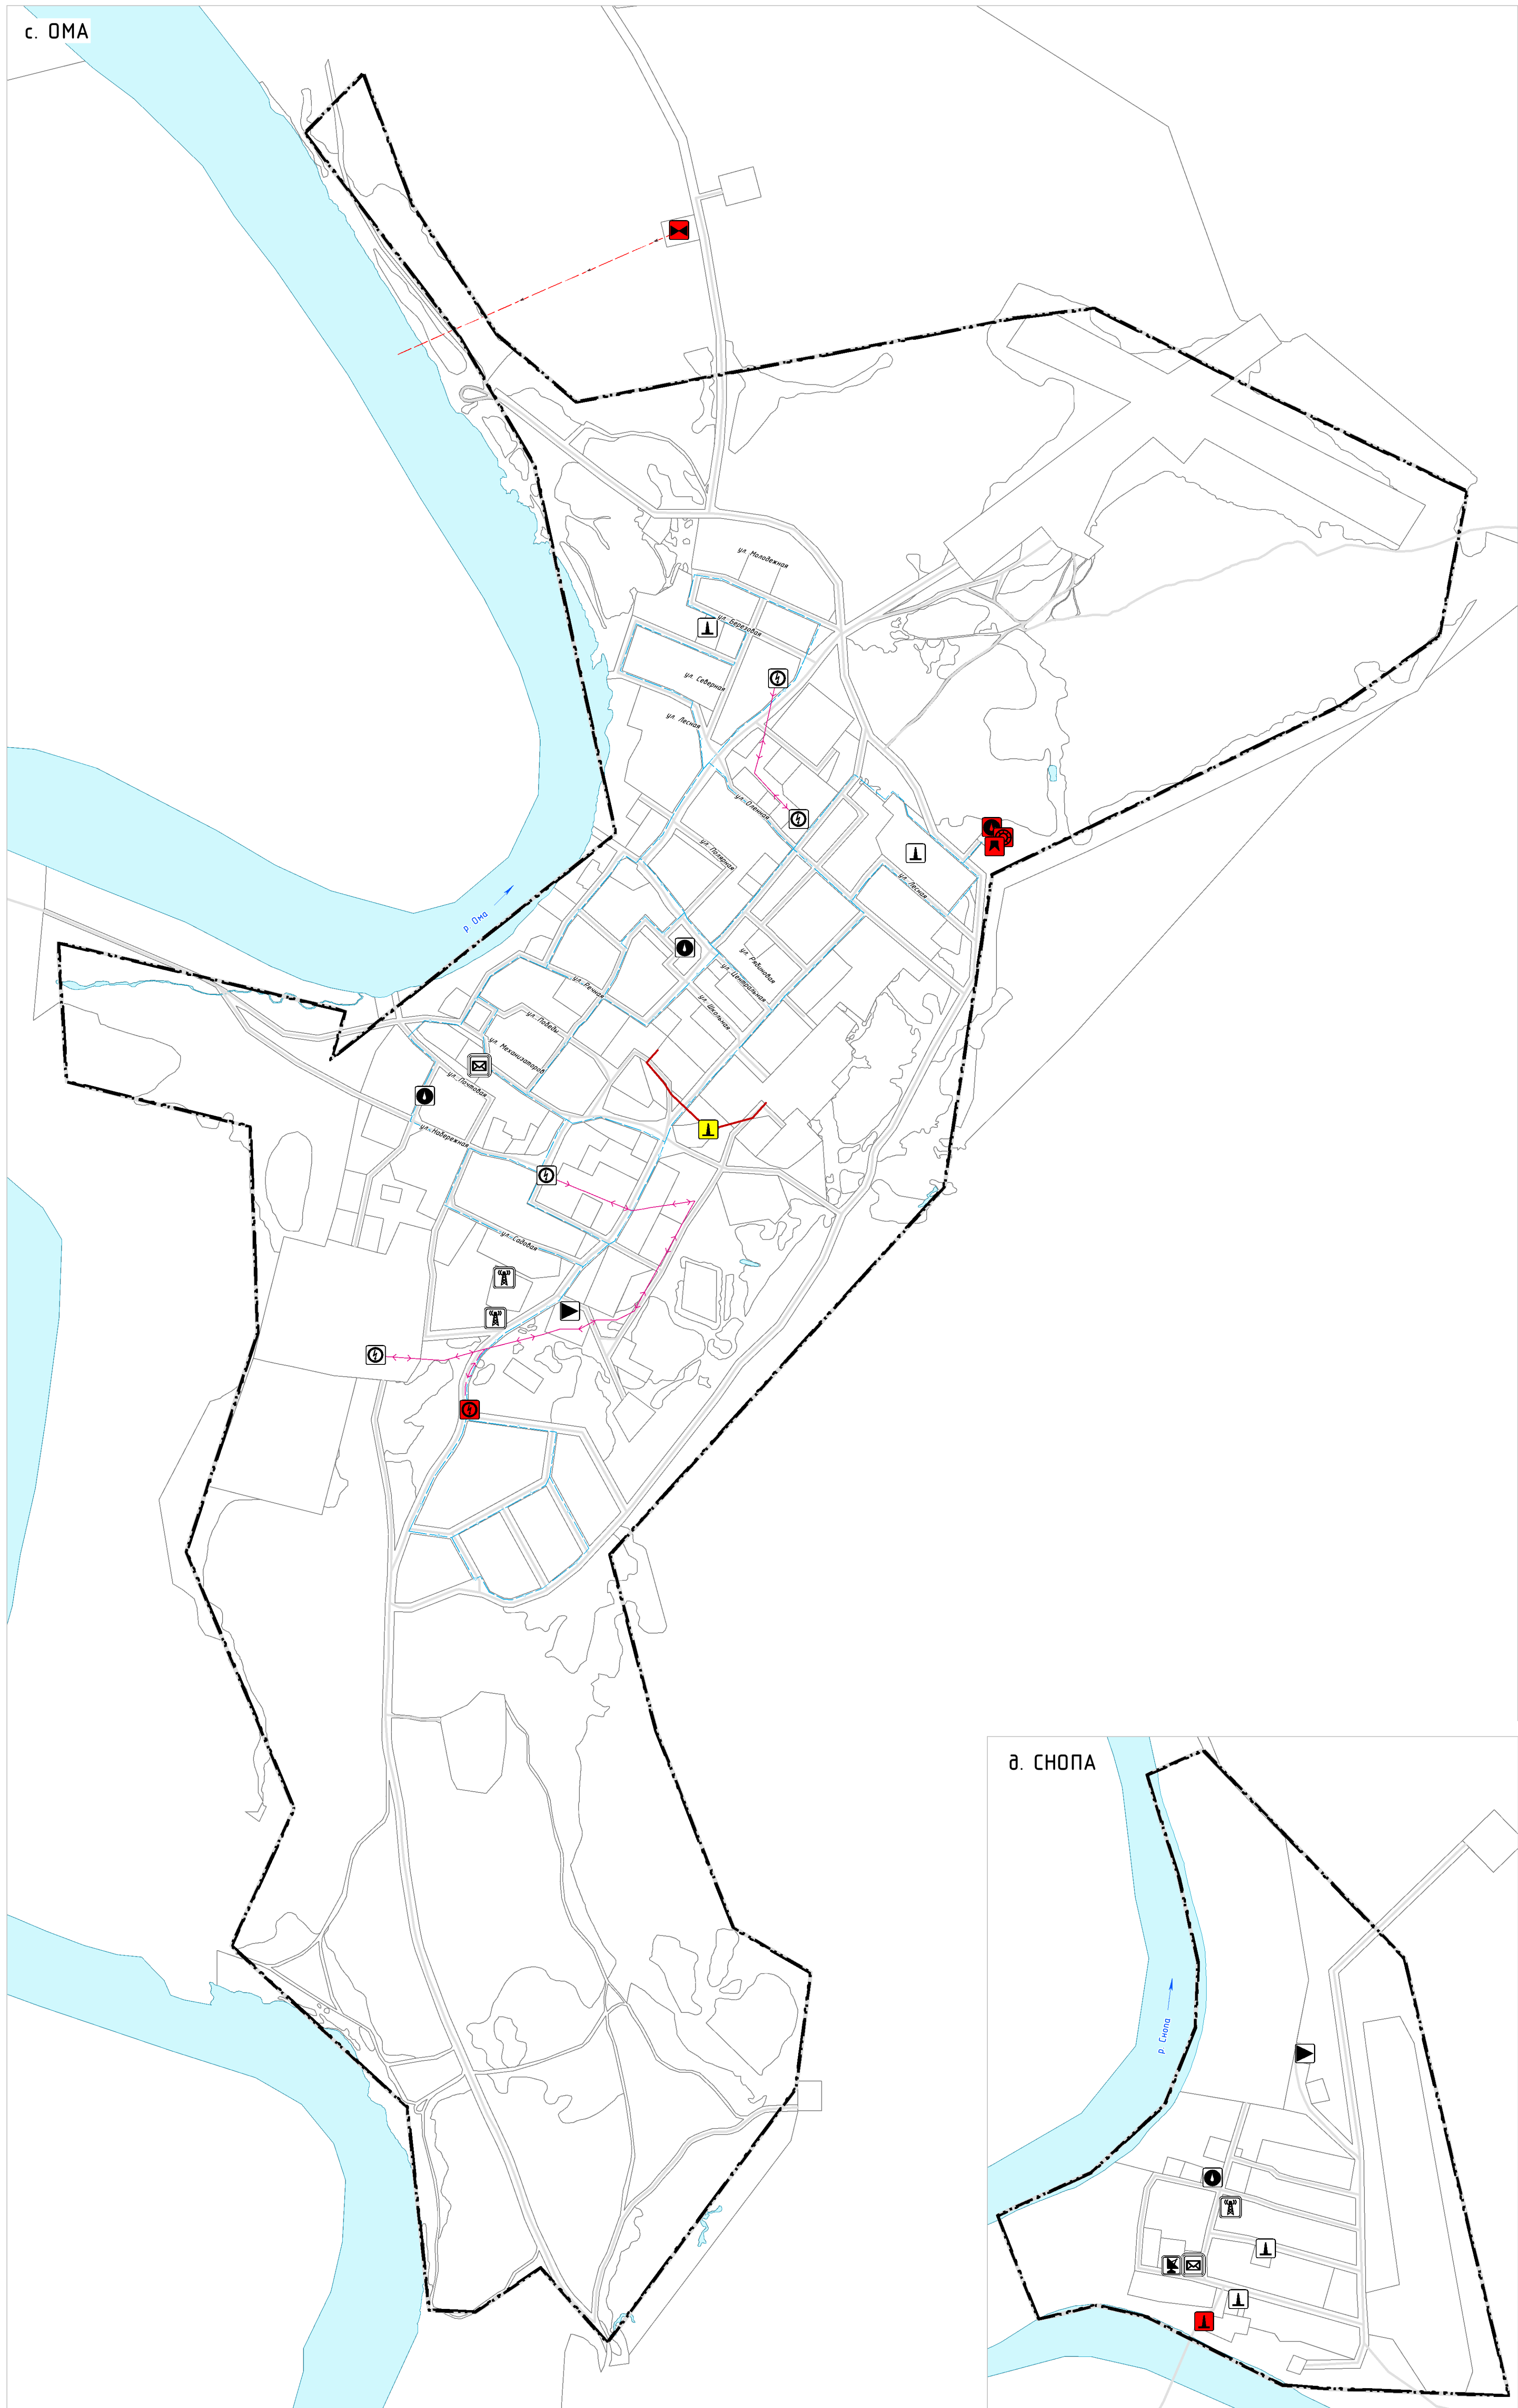 с. ОМА
ул. Молодежная
ул. Березовая
ул. Северная
ул. Лесная
ул. Оленная
ул. Полярная
ул. Лесная
р. Ома
ул. Рябиновая
ул. Центральная
ул. Речная
ул. Школьная
ул. Победы
ул. Механизаторов
ул. Почтовая
ул. Набережная
ул. Садовая
д. СНОПА
р. Снопа